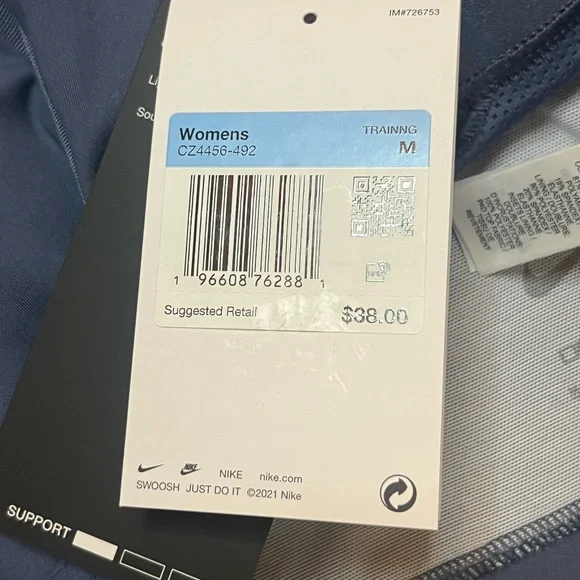 IM#726753
Womens
TRAINNG
CZ4456-492
M
1 96608 76288 1
Suggested Retail
$38.00
NIKE nike.com
SWOOSH JUST DO IT ©2021 Nike
SUPPORT